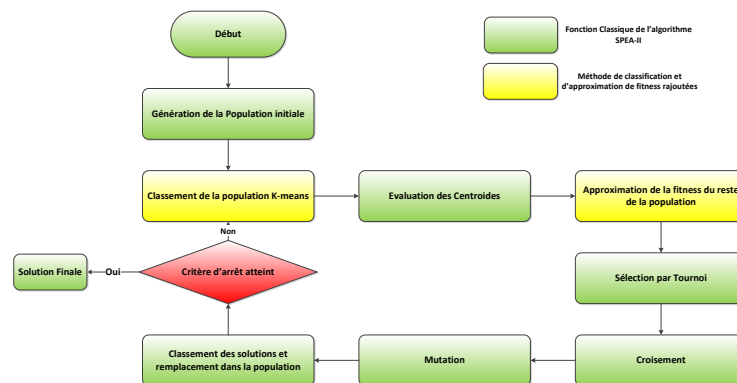 Début
Fonction Classique de l'algorithme
SPEA-II
Méthode de classification et
d'approximation de fitness rajoutées
Génération de la Population initiale
Classement de la population K-means
Evaluation des Centroides
Approximation de la fitness du reste
de la population
Non
Solution Finale
Oui
Critère d'arrêt atteint
Sélection par Tournoi
Classement des solutions et
remplacement dans la population
Mutation
Croisement